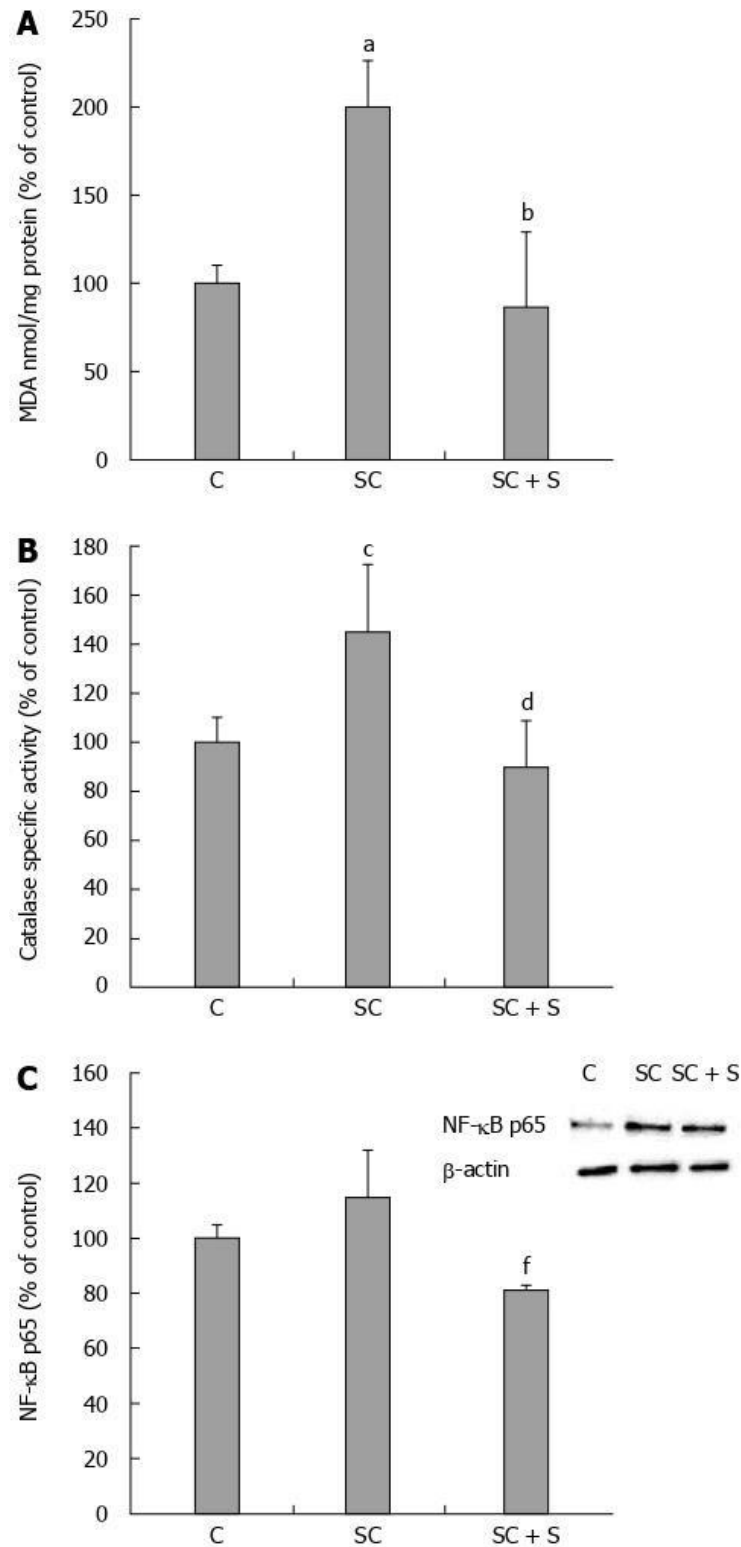 A
MDA nmol/mg protein (% of control)
250
200
150
100
50
0
a
b
C SC SC + S
B
Catalase specific activity (% of control)
180
160
140
120
100
80
60
40
20
0
c
d
C SC SC + S
C
NF-κB p65 (% of control)
160
140
120
100
80
60
40
20
0
f
C SC SC + S
NF-κB p65
β-actin
C SC SC + S